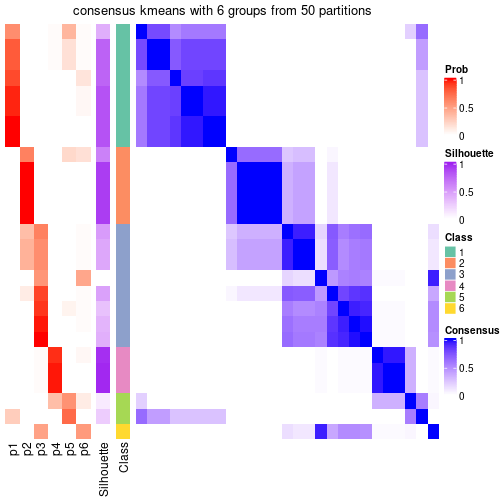 consensus kmeans with 6 groups from 50 partitions
Prob
1
0.5
0
Silhouette
1
0.5
0
Class
1
2
3
4
5
6
Consensus
1
0.5
0
p1
p2
p3
p4
p5
p6
Silhouette
Class